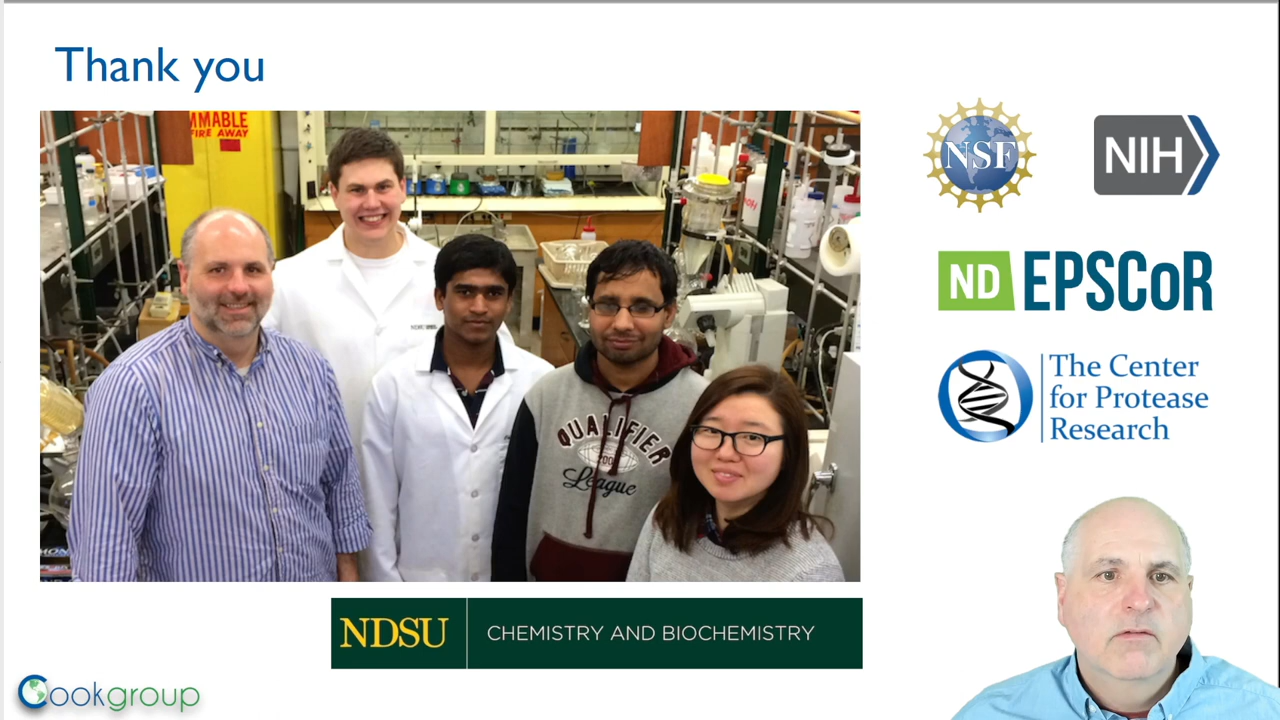 Thank you
MMABLE
FIRE AWAY
QUALIFIER
League
NSF
NIH
ND EPSCoR
The Center
for Protease
Research
NDSU CHEMISTRY AND BIOCHEMISTRY
Cookgroup